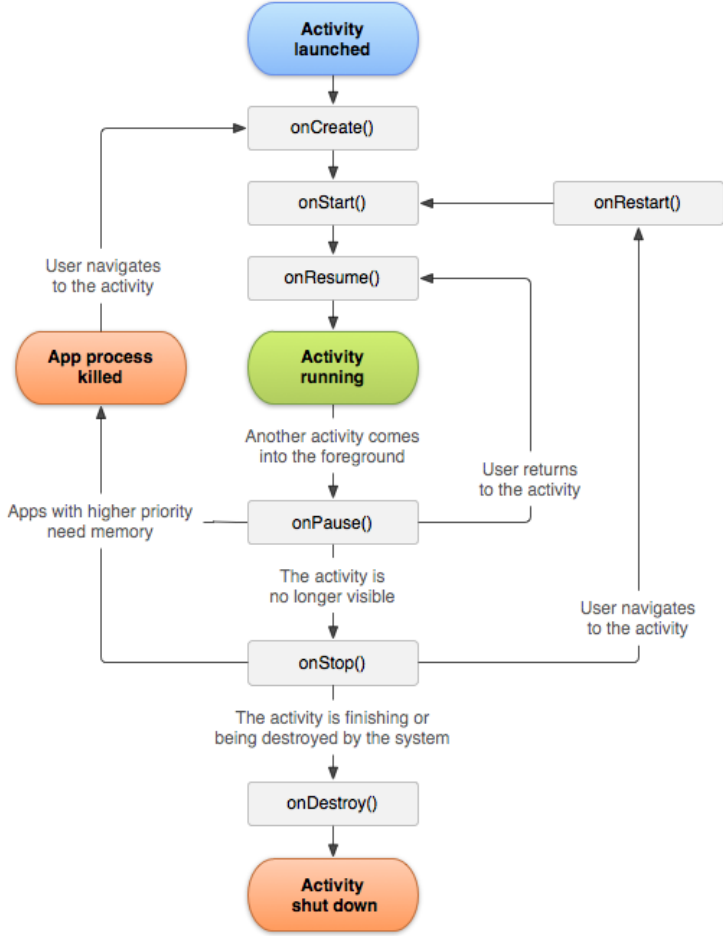 Activity
launched
onCreate()
onStart()
onRestart()
User navigates
to the activity
onResume()
App process
killed
Activity
running
Another activity comes
into the foreground
User returns
to the activity
Apps with higher priority
need memory
onPause()
The activity is
no longer visible
User navigates
to the activity
onStop()
The activity is finishing or
being destroyed by the system
onDestroy()
Activity
shut down